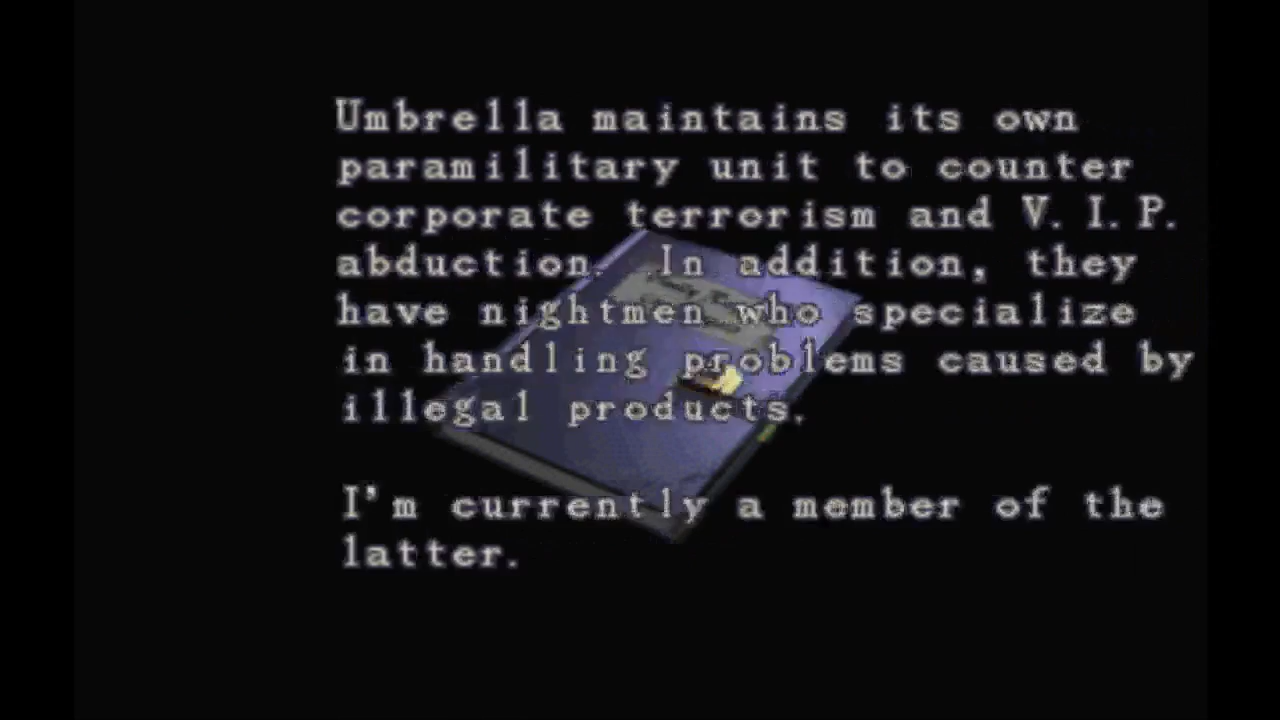 Umbrella maintains its own
paramilitary unit to counter
corporate terrorism and V.I.P.
abduction. In addition, they
have nightmen who specialize
in handling problems caused by
illegal products.
I'm currently a member of the
latter.